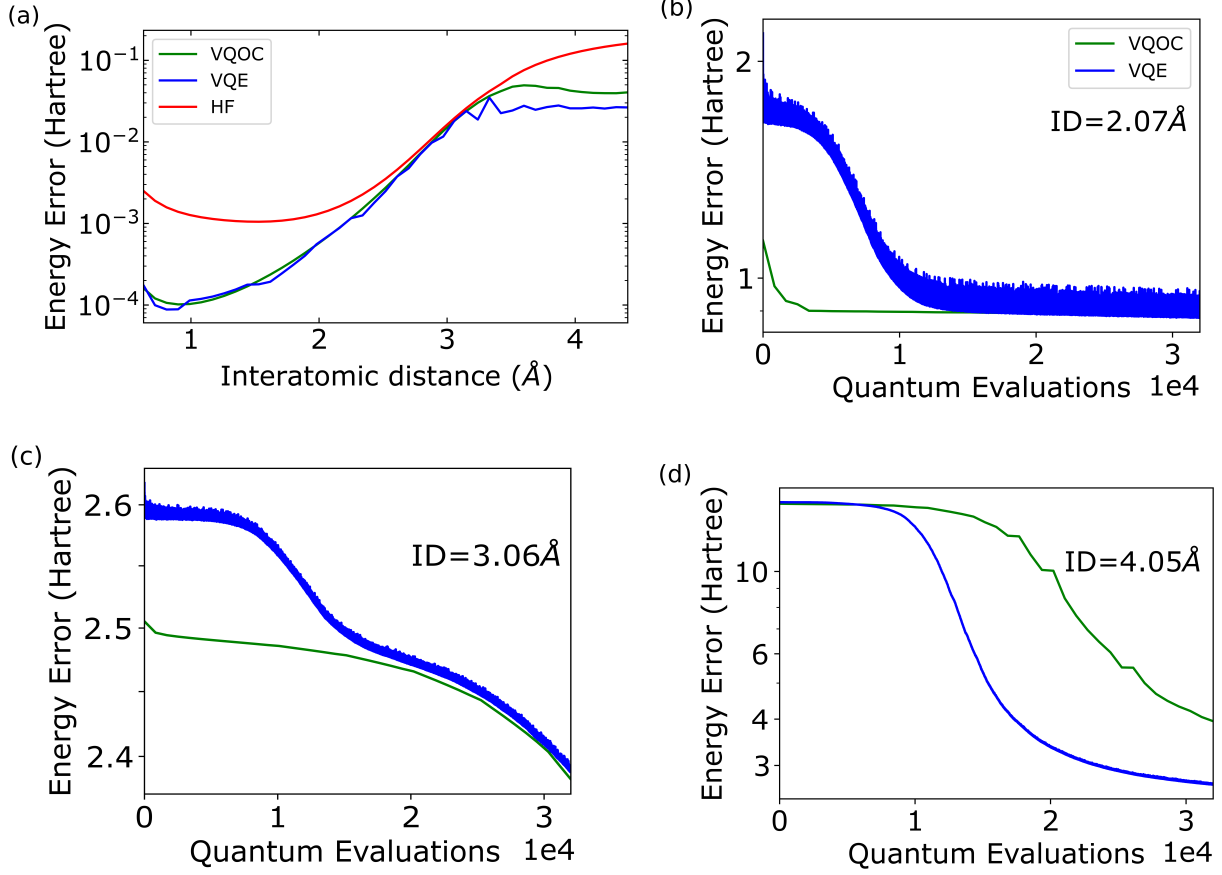 (a)
Energy Error (Hartree)
10⁻¹
10⁻²
10⁻³
10⁻⁴
VQOC
VQE
HF
1
2
3
4
Interatomic distance (Å)
(b)
Energy Error (Hartree)
2
1
VQOC
VQE
ID=2.07Å
0
1
2
3
Quantum Evaluations 1e4
(c)
Energy Error (Hartree)
2.6
2.5
2.4
ID=3.06Å
0
1
2
3
Quantum Evaluations 1e4
(d)
Energy Error (Hartree)
10
6
4
3
ID=4.05Å
0
1
2
3
Quantum Evaluations 1e4